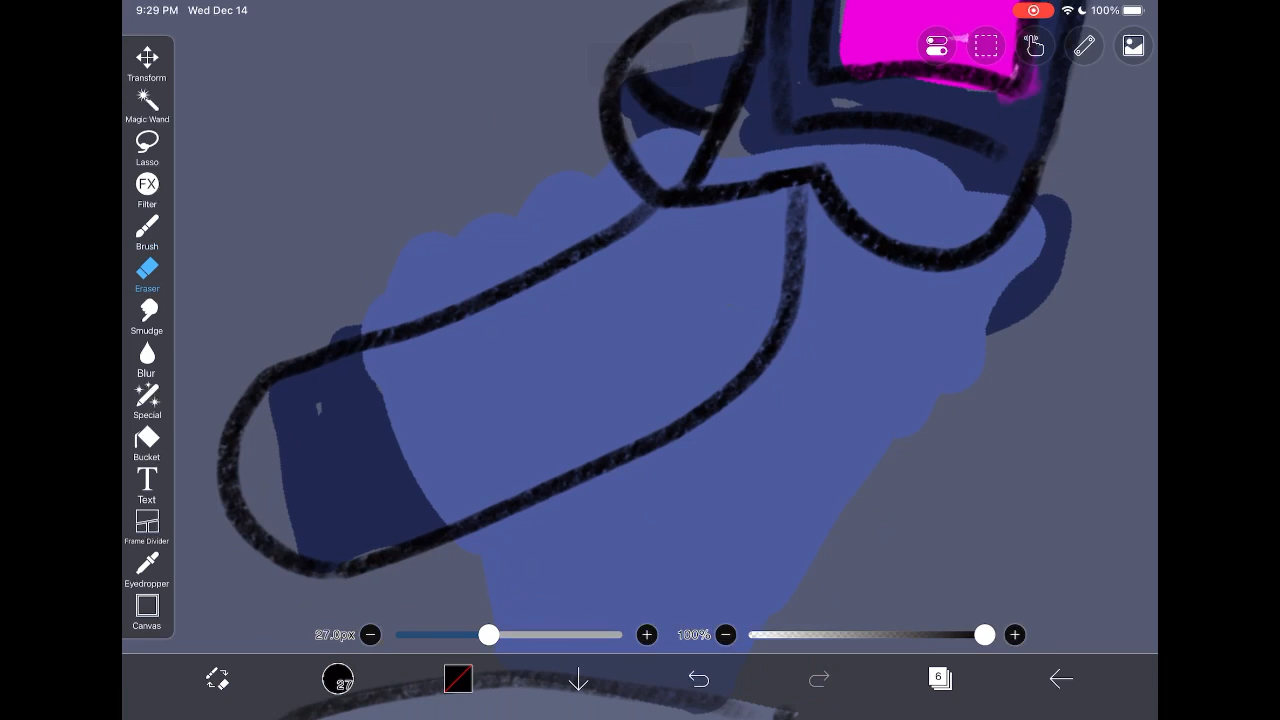 9:29 PM Wed Dec 14
100%
Transform
Magic Wand
Lasso
FX
Filter
Brush
Eraser
Smudge
Blur
Special
Bucket
T
Text
Frame Divider
Eyedropper
Canvas
27.0px
100%
27
6